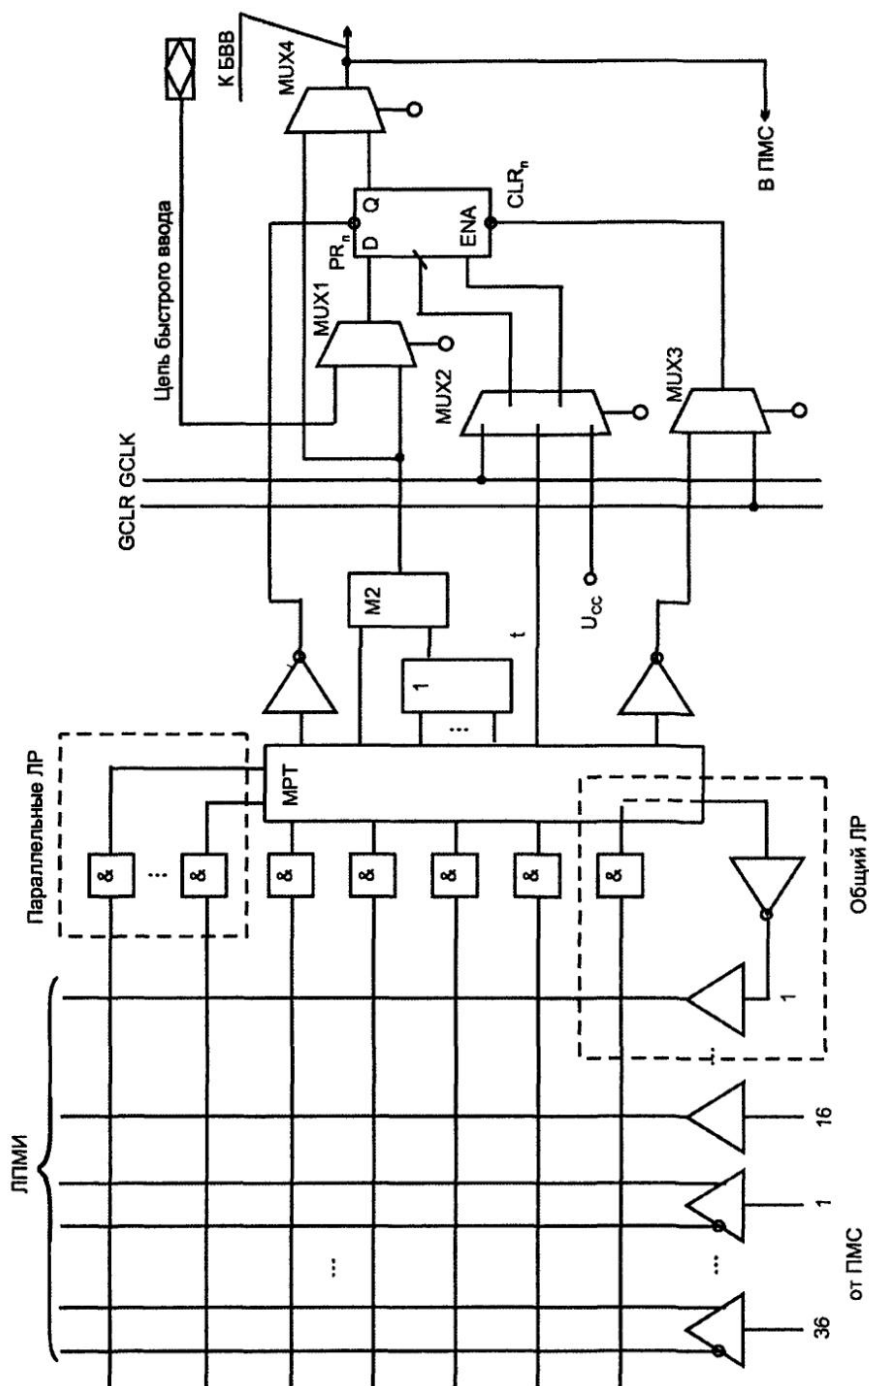 ЛПМИ
Параллельные ЛР
&
...
&
&
&
&
&
&
МРТ
Общий ЛР
1
...
16
1
...
...
36
от ПМС
M2
1
...
t
Ucc
GCLR
GCLK
Цепь быстрого ввода
MUX1
MUX2
MUX3
PRn
D
Q
ENA
CLRn
MUX4
К БВВ
В ПМС